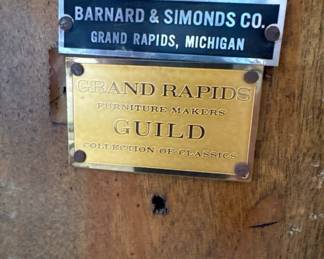 BARNARD & SIMONDS CO.
GRAND RAPIDS, MICHIGAN
GRAND RAPIDS
FURNITURE MAKERS
GUILD
COLLECTION OF CLASSICS